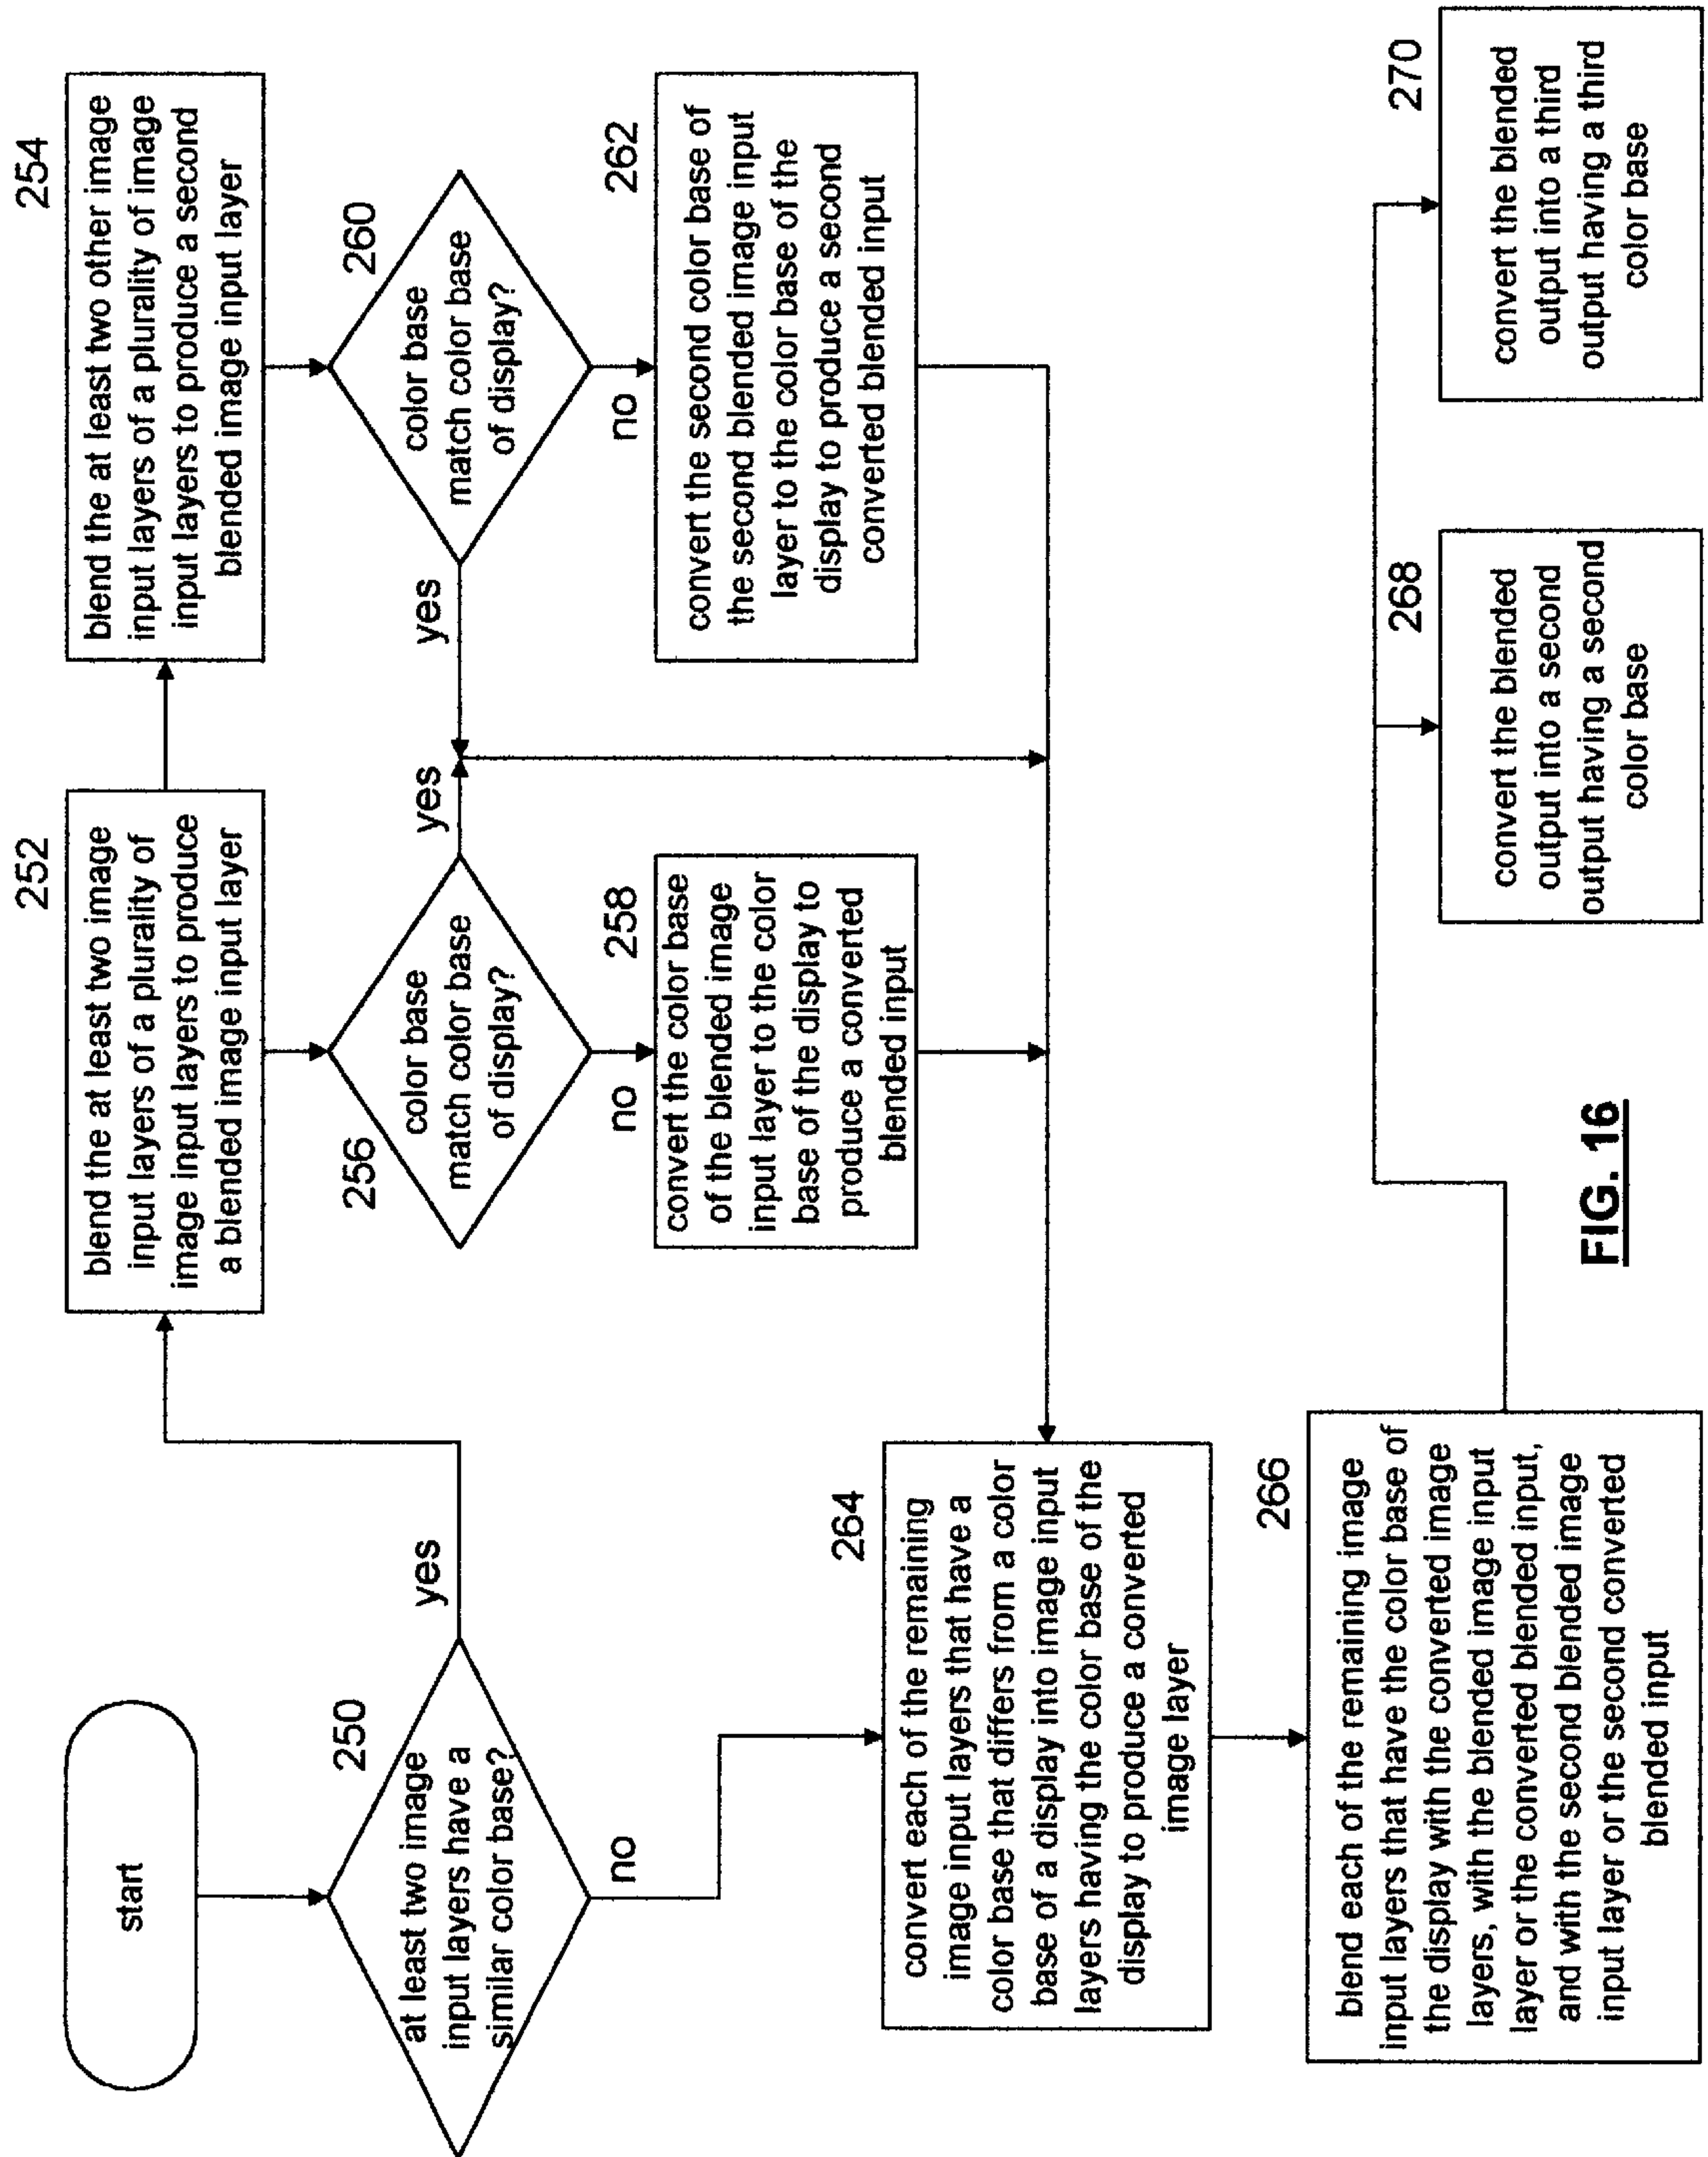 start
250
at least two image
input layers have a
similar color base?
yes
no
252
blend the at least two image
input layers of a plurality of
image input layers to produce
a blended image input layer
254
blend the at least two other image
input layers of a plurality of image
input layers to produce a second
blended image input layer
256
color base
match color base
of display?
yes
no
258
convert the color base
of the blended image
input layer to the color
base of the display to
produce a converted
blended input
260
color base
match color base
of display?
yes
no
262
convert the second color base of
the second blended image input
layer to the color base of the
display to produce a second
converted blended input
264
convert each of the remaining
image input layers that have a
color base that differs from a color
base of a display into image input
layers having the color base of the
display to produce a converted
image layer
266
blend each of the remaining image
input layers that have the color base of
the display with the converted image
layers, with the blended image input
layer or the converted blended input,
and with the second blended image
input layer or the second converted
blended input
268
convert the blended
output into a second
output having a second
color base
270
convert the blended
output into a third
output having a third
color base
FIG. 16